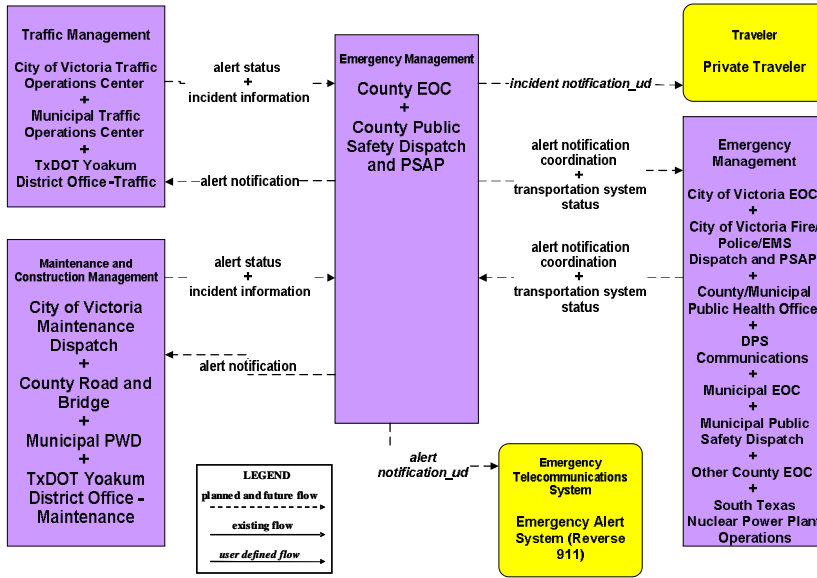 Traffic Management
City of Victoria Traffic
Operations Center
+
Municipal Traffic
Operations Center
+
TxDOT Yoakum
District Office -Traffic
alert status
+
incident information
alert notification
Maintenance and
Construction Management
City of Victoria
Maintenance
Dispatch
+
County Road and
Bridge
+
Municipal PWD
+
TxDOT Yoakum
District Office -
Maintenance
alert status
+
incident information
alert notification
Emergency Management
County EOC
+
County Public
Safety Dispatch
and PSAP
incident notification_ud
Traveler
Private Traveler
alert notification
coordination
+
transportation system
status
alert notification
coordination
+
transportation system
status
Emergency
Management
City of Victoria EOC
+
City of Victoria Fire/
Police/EMS
Dispatch and PSAP
+
County/Municipal
Public Health Office
+
DPS
Communications
+
Municipal EOC
+
Municipal Public
Safety Dispatch
+
Other County EOC
+
South Texas
Nuclear Power Plant
Operations
alert
notification_ud
Emergency
Telecommunications
System
Emergency Alert
System (Reverse
911)
LEGEND
planned and future flow
existing flow
user defined flow